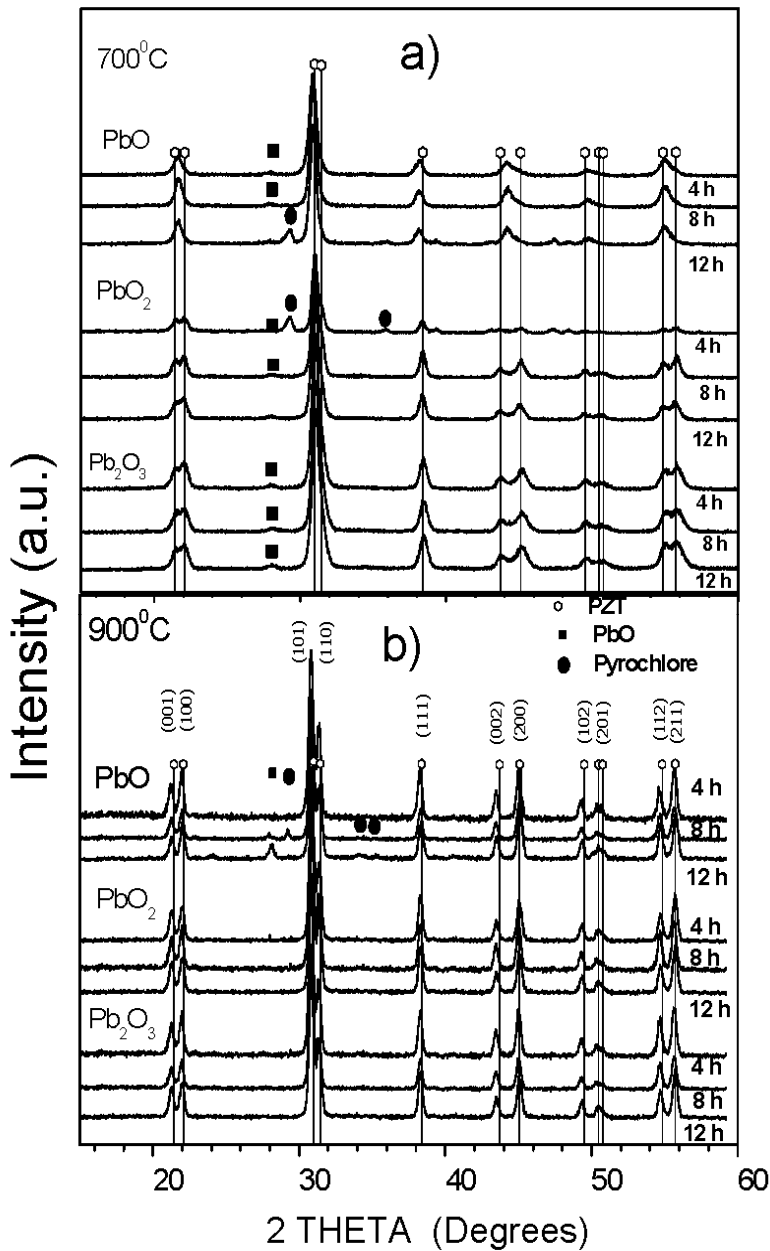 700⁰C
a)
PbO
4 h
8 h
12 h
PbO₂
4 h
8 h
12 h
Pb₂O₃
4 h
8 h
12 h
Intensity (a.u.)
900⁰C
b)
PZT
PbO
Pyrochlore
(001)
(100)
(101)
(110)
(111)
(002)
(200)
(102)
(201)
(112)
(211)
PbO
4 h
8 h
12 h
PbO₂
4 h
8 h
12 h
Pb₂O₃
4 h
8 h
12 h
20 30 40 50 60
2 THETA (Degrees)